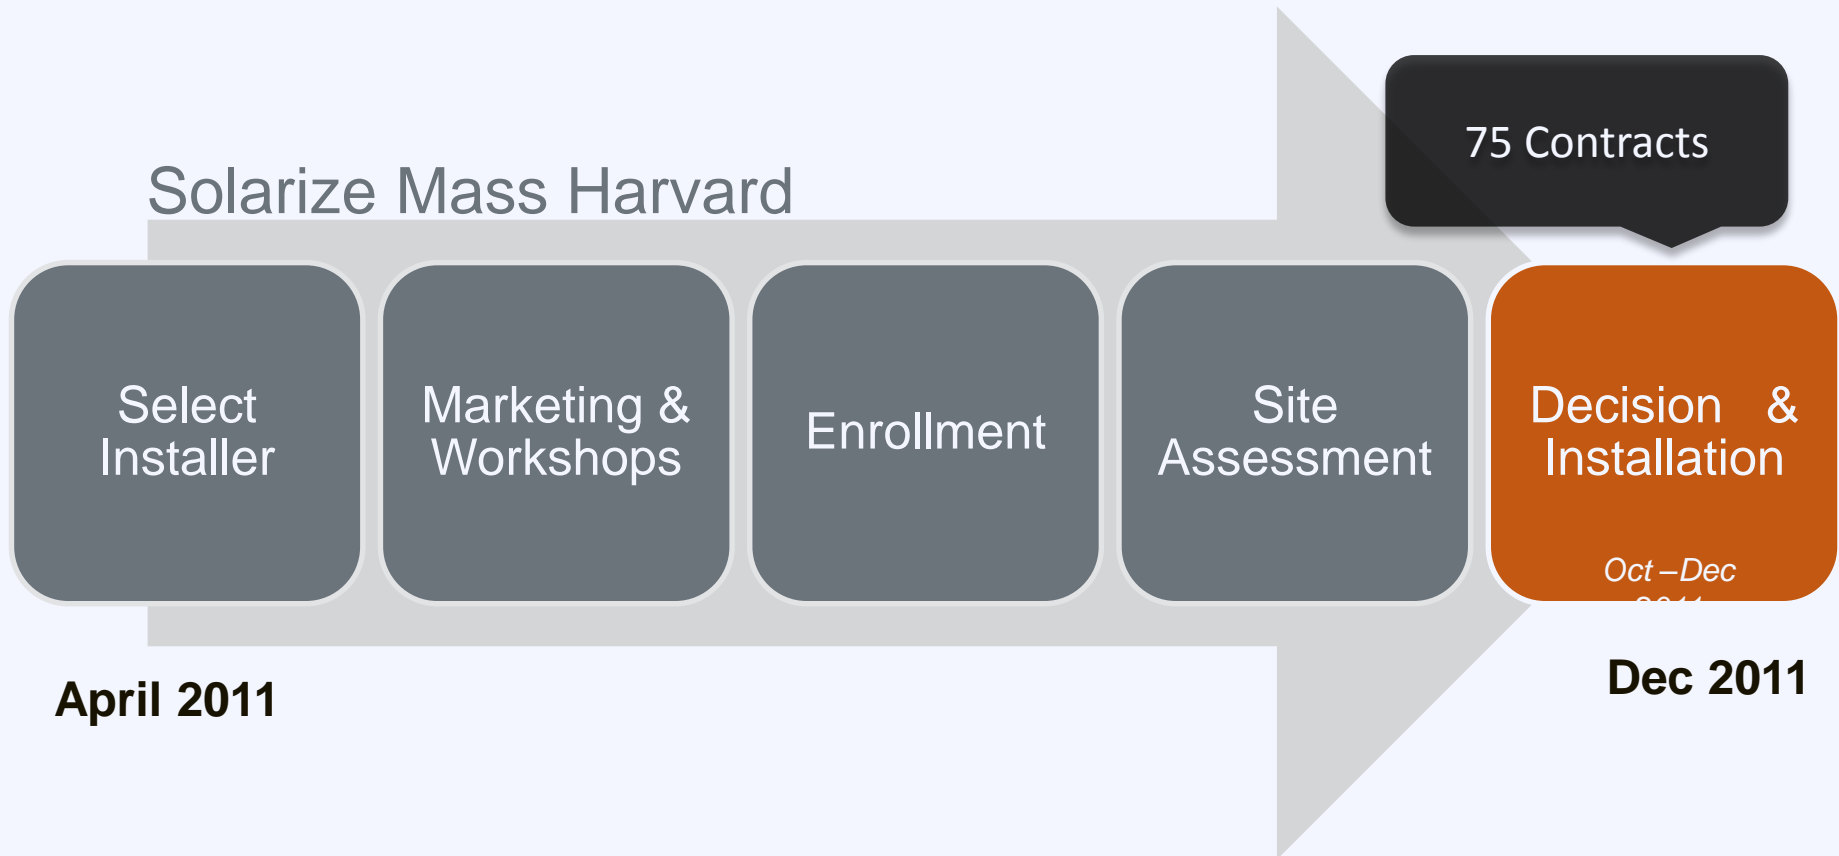 75 Contracts
Solarize Mass Harvard
Select
Installer
Marketing &
Workshops
Enrollment
Site
Assessment
Decision &
Installation
Oct – Dec
2011
April 2011
Dec 2011